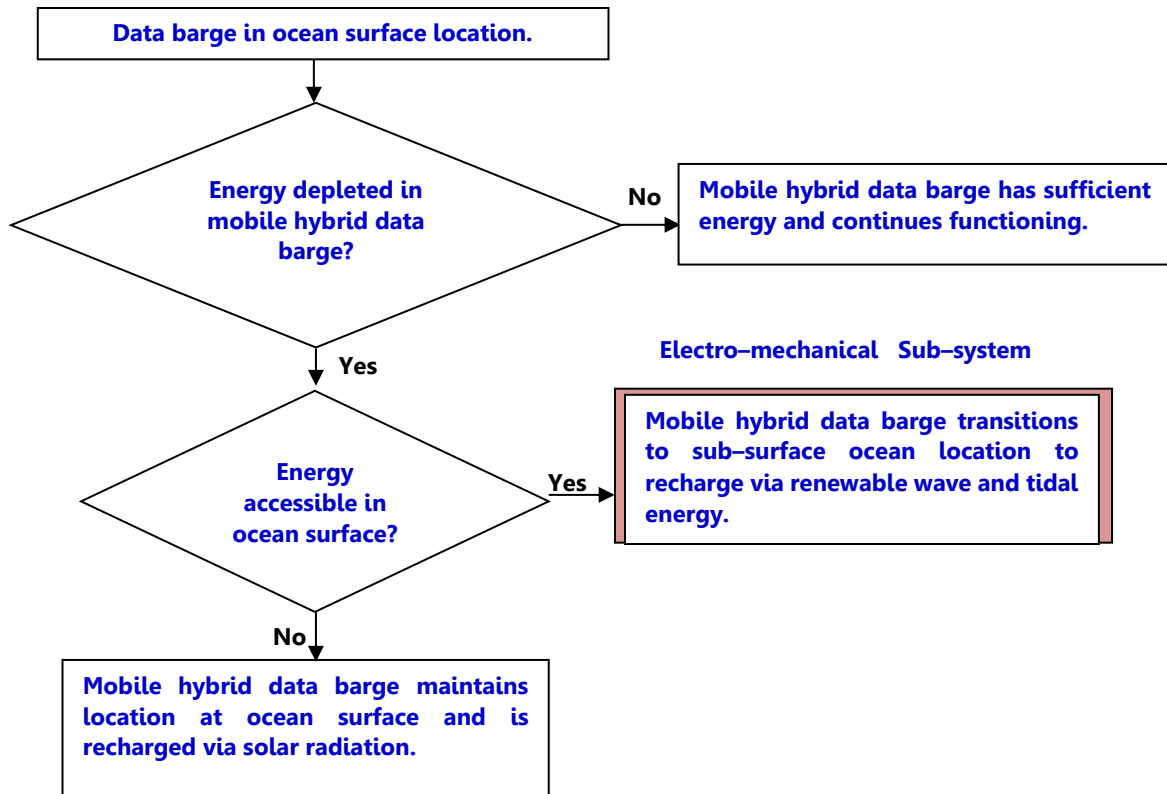 Data barge in ocean surface location.
Energy depleted in
mobile hybrid data
barge?
No
Mobile hybrid data barge has sufficient
energy and continues functioning.
Yes
Electro–mechanical Sub–system
Mobile hybrid data barge transitions
to sub–surface ocean location to
recharge via renewable wave and tidal
energy.
Energy
accessible in
ocean surface?
Yes
No
Mobile hybrid data barge maintains
location at ocean surface and is
recharged via solar radiation.